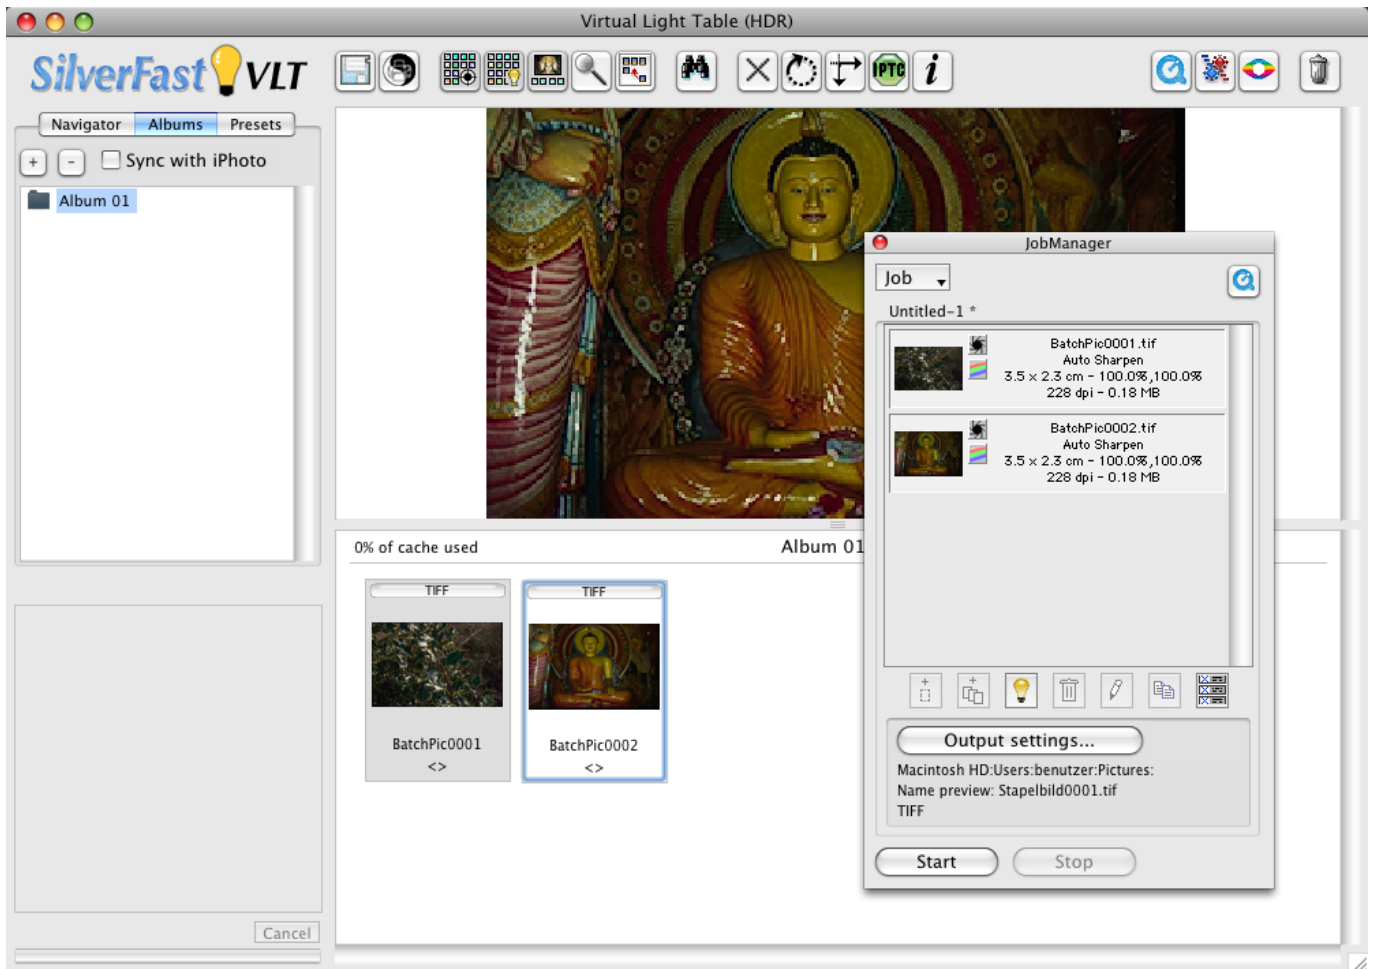 Virtual Light Table (HDR)
SilverFast VLT
IPTC
i
Navigator Albums Presets
+ - Sync with iPhoto
Album 01
JobManager
Job
Untitled-1 *
BatchPic0001.tif
Auto Sharpen
3.5 x 2.3 cm - 100.0%,100.0%
228 dpi - 0.18 MB
BatchPic0002.tif
Auto Sharpen
3.5 x 2.3 cm - 100.0%,100.0%
228 dpi - 0.18 MB
Output settings...
Macintosh HD:Users:benutzer:Pictures:
Name preview: Stapelbild0001.tif
TIFF
Start Stop
0% of cache used Album 01
TIFF TIFF
BatchPic0001 BatchPic0002
<> <>
Cancel